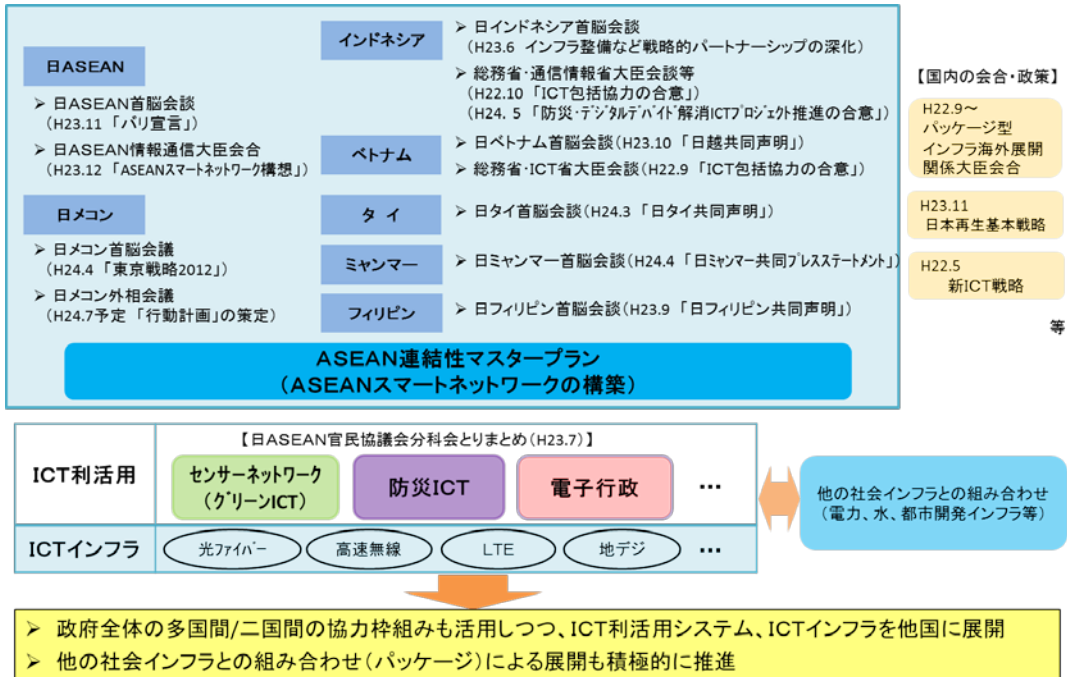 日ASEAN
➢ 日ASEAN首脳会談
(H23.11 「バリ宣言」)
➢ 日ASEAN情報通信大臣会合
(H23.12 「ASEANスマートネットワーク構想」)
日メコン
➢ 日メコン首脳会議
(H24.4 「東京戦略2012」)
➢ 日メコン外相会議
(H24.7予定 「行動計画」の策定)
インドネシア
➢ 日インドネシア首脳会談
(H23.6 インフラ整備など戦略的パートナーシップの深化)
➢ 総務省・通信情報省大臣会談等
(H22.10 「ICT包括協力の合意」)
(H24. 5 「防災・デジタルデバイド解消ICTプロジェクト推進の合意」)
ベトナム
➢ 日ベトナム首脳会談(H23.10 「日越共同声明」)
➢ 総務省・ICT省大臣会談(H22.9 「ICT包括協力の合意」)
タ イ
➢ 日タイ首脳会談(H24.3 「日タイ共同声明」)
ミャンマー
➢ 日ミャンマー首脳会談(H24.4 「日ミャンマー共同プレスステートメント」)
フィリピン
➢ 日フィリピン首脳会談(H23.9 「日フィリピン共同声明」)
ASEAN連結性マスタープラン
(ASEANスマートネットワークの構築)
【国内の会合・政策】
H22.9～
パッケージ型
インフラ海外展開
関係大臣会合
H23.11
日本再生基本戦略
H22.5
新ICT戦略
等
【日ASEAN官民協議会分科会とりまとめ(H23.7)】
ICT利活用
センサーネットワーク
(グリーンICT)
防災ICT
電子行政
…
ICTインフラ
光ファイバー
高速無線
LTE
地デジ
…
他の社会インフラとの組み合わせ
(電力、水、都市開発インフラ等)
➢ 政府全体の多国間/二国間の協力枠組みも活用しつつ、ICT利活用システム、ICTインフラを他国に展開
➢ 他の社会インフラとの組み合わせ(パッケージ)による展開も積極的に推進